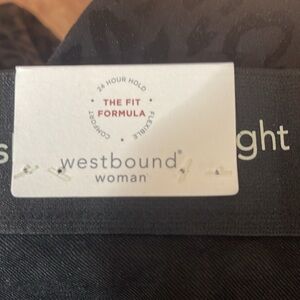 24 HOUR HOLD
THE FIT
FORMULA
COMFORT
FLEXIBLE
s
ght
westbound®
woman